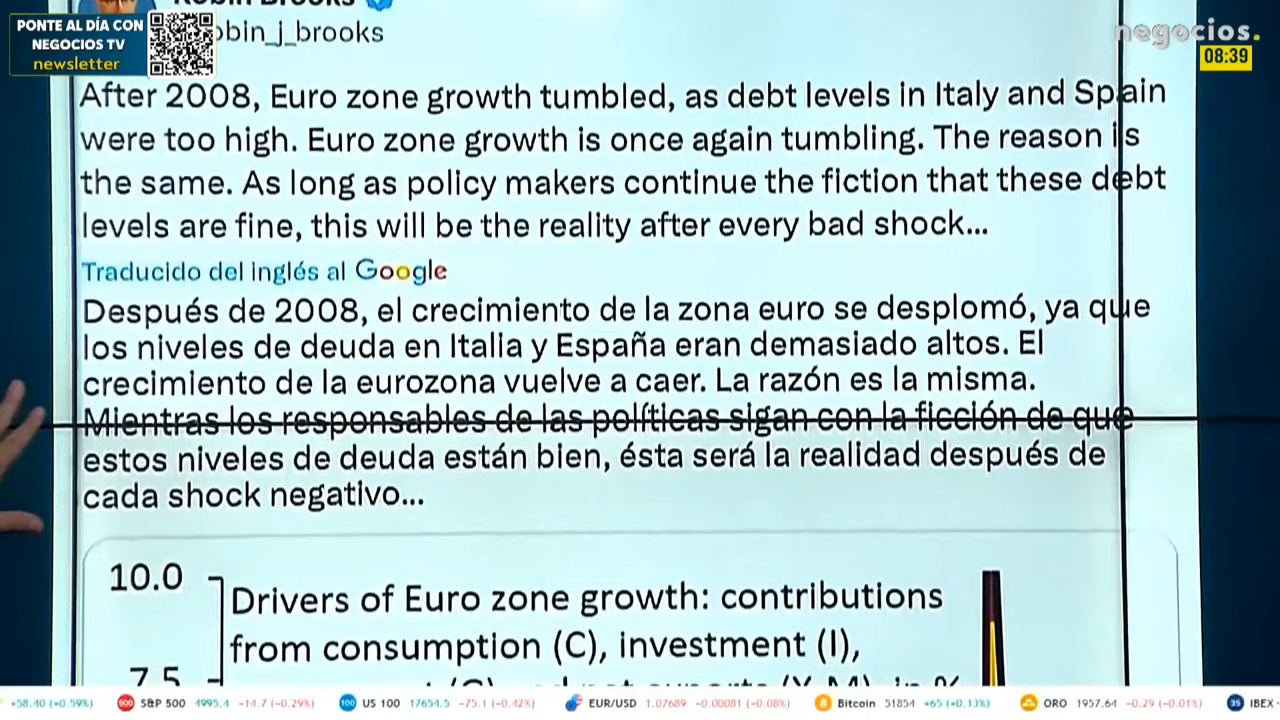 PONTE AL DÍA CON
NEGOCIOS TV
newsletter
Robin Brooks
obin_j_brooks
negocios.
08:39
After 2008, Euro zone growth tumbled, as debt levels in Italy and Spain
were too high. Euro zone growth is once again tumbling. The reason is
the same. As long as policy makers continue the fiction that these debt
levels are fine, this will be the reality after every bad shock...
Traducido del inglés al Google
Después de 2008, el crecimiento de la zona euro se desplomó, ya que
los niveles de deuda en Italia y España eran demasiado altos. El
crecimiento de la eurozona vuelve a caer. La razón es la misma.
Mientras los responsables de las políticas sigan con la ficción de que
estos niveles de deuda están bien, ésta será la realidad después de
cada shock negativo...
10.0
Drivers of Euro zone growth: contributions
from consumption (C), investment (I),
7.5
+58.40 (+0.59%) 500 S&P 500 4995.4 -14.7 (-0.29%) 100 US 100 17654.5 -75.1 (-0.42%) EUR/USD 1.07689 -0.00081 (-0.08%) Bitcoin 51854 +65 (+0.13%) ORO 1957.64 -0.29 (-0.01%) 35 IBEX